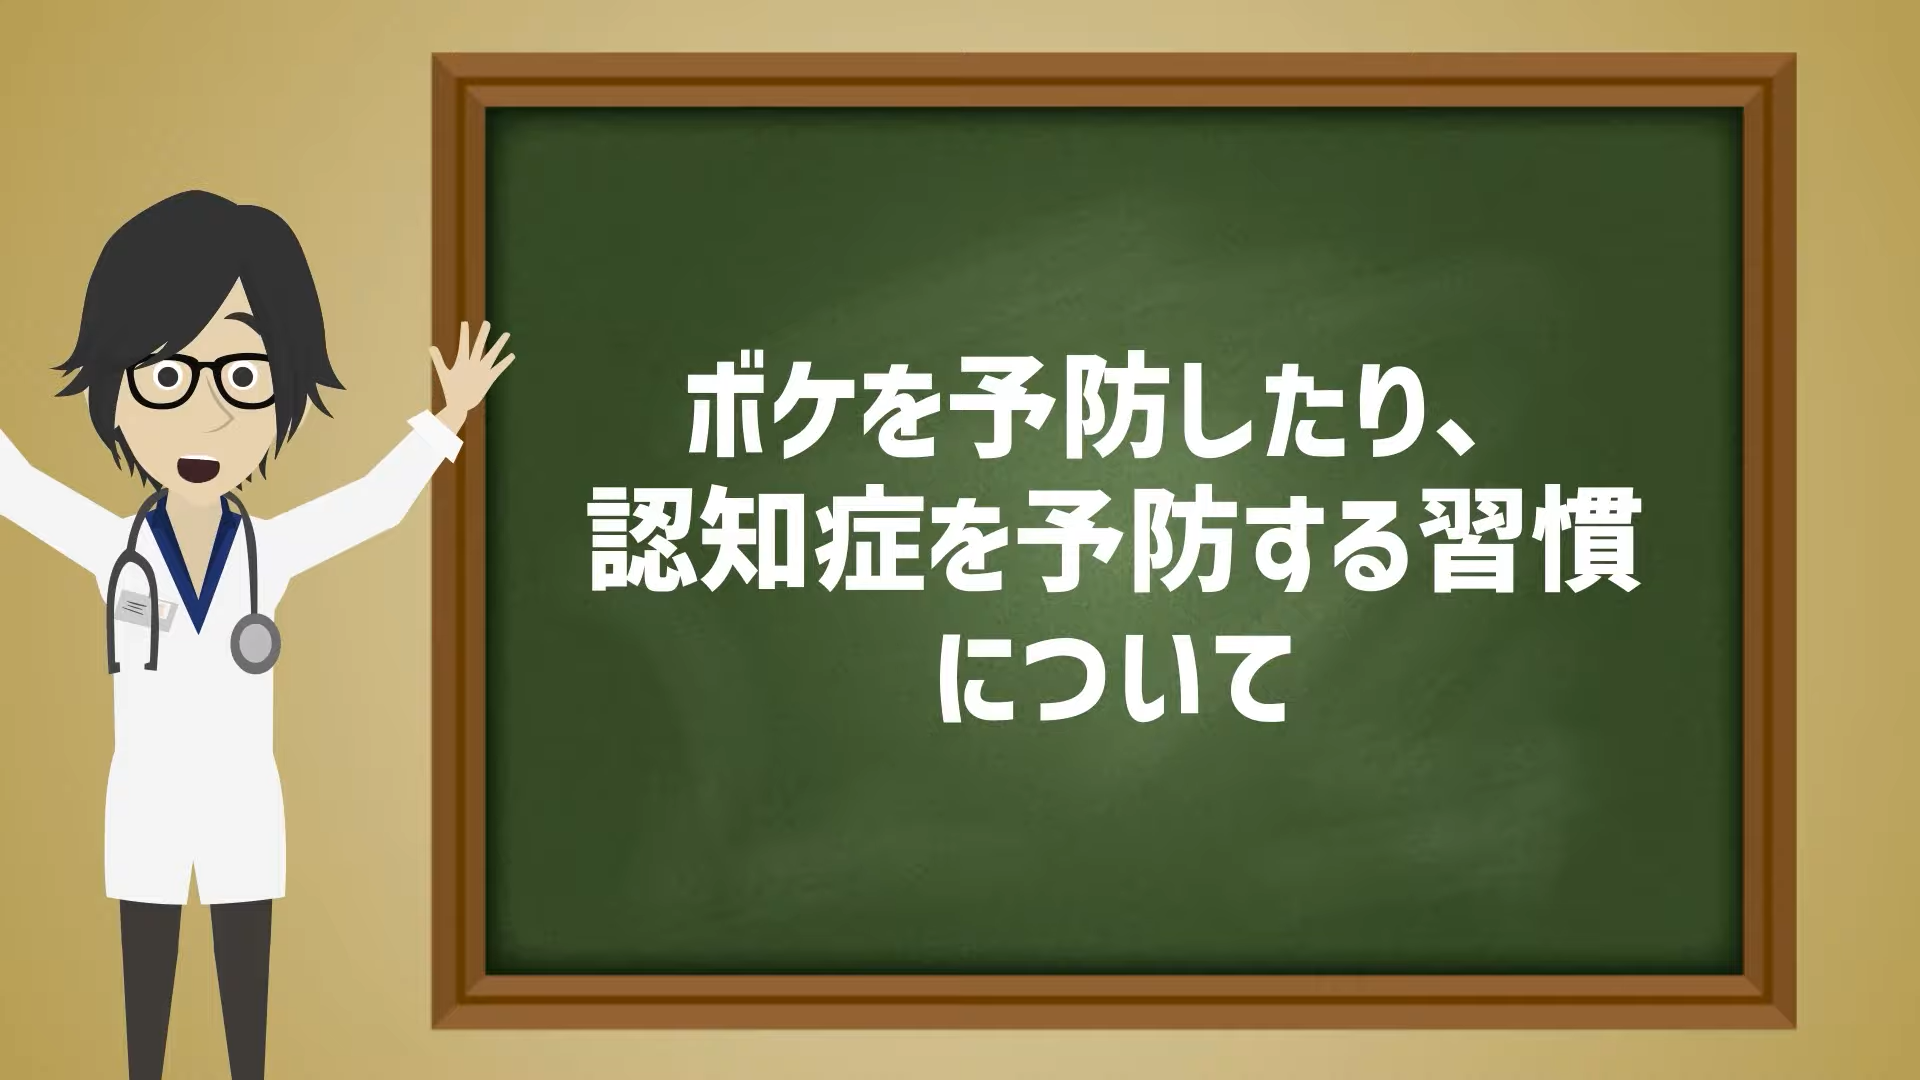 ボケを予防したり、
認知症を予防する習慣
について